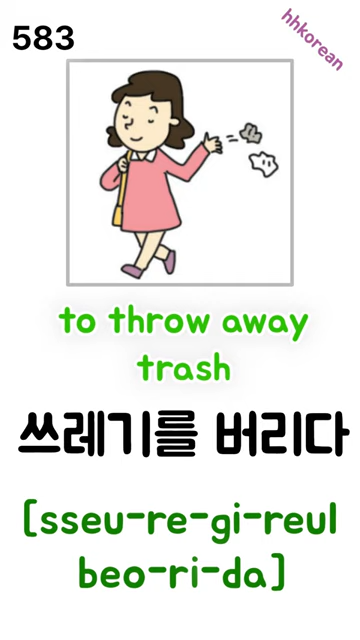 583
hhkorean
to throw away
trash
쓰레기를 버리다
[sseu-re-gi-reul
beo-ri-da]